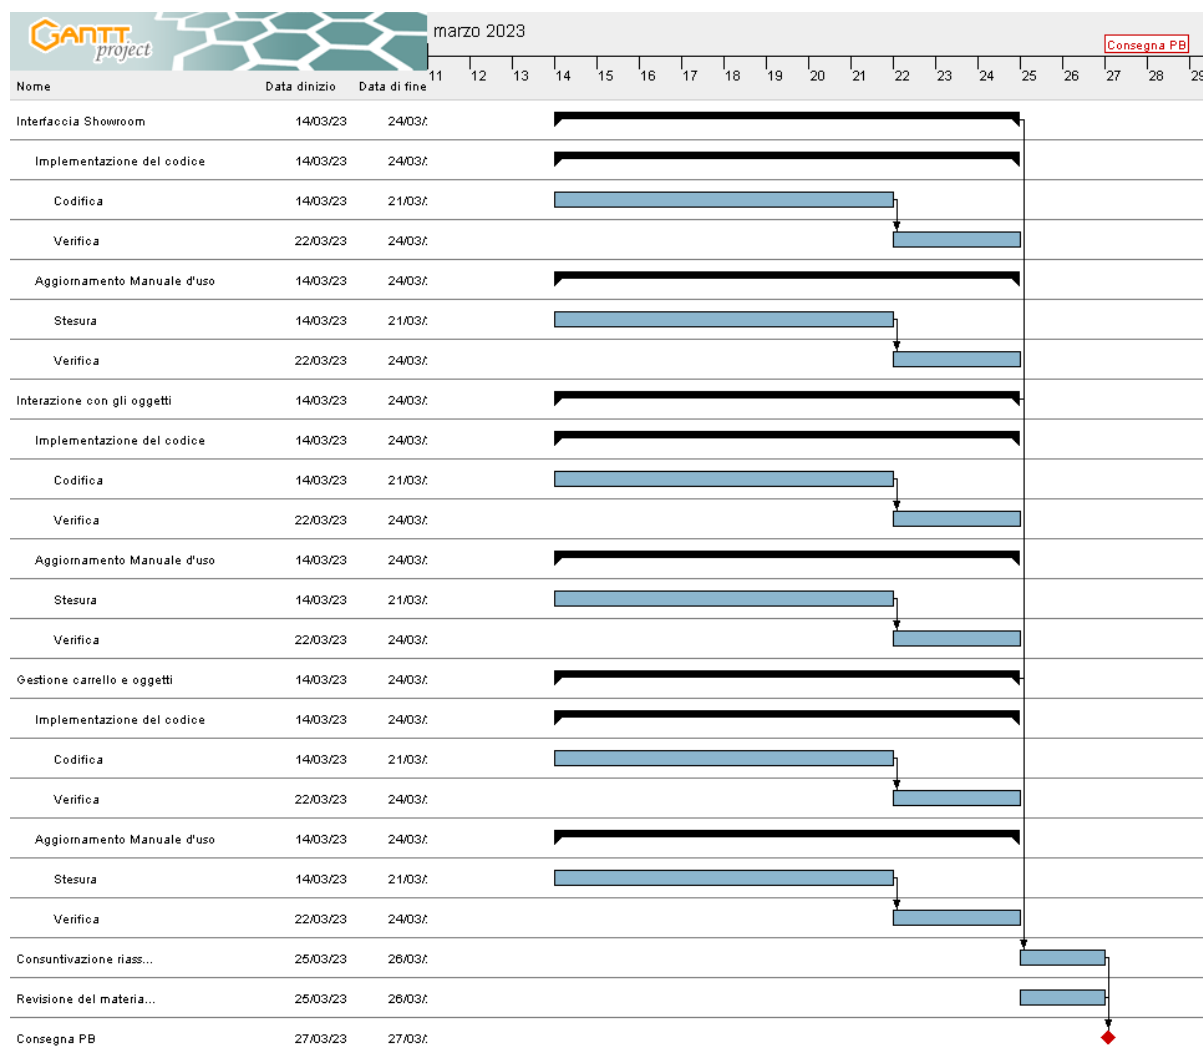 GANTT project
marzo 2023
Consegna PB
11 12 13 14 15 16 17 18 19 20 21 22 23 24 25 26 27 28 29
Nome Data dinizio Data di fine
Interfaccia Showroom 14/03/23 24/03/
Implementazione del codice 14/03/23 24/03/
Codifica 14/03/23 21/03/
Verifica 22/03/23 24/03/
Aggiornamento Manuale d'uso 14/03/23 24/03/
Stesura 14/03/23 21/03/
Verifica 22/03/23 24/03/
Interazione con gli oggetti 14/03/23 24/03/
Implementazione del codice 14/03/23 24/03/
Codifica 14/03/23 21/03/
Verifica 22/03/23 24/03/
Aggiornamento Manuale d'uso 14/03/23 24/03/
Stesura 14/03/23 21/03/
Verifica 22/03/23 24/03/
Gestione carrello e oggetti 14/03/23 24/03/
Implementazione del codice 14/03/23 24/03/
Codifica 14/03/23 21/03/
Verifica 22/03/23 24/03/
Aggiornamento Manuale d'uso 14/03/23 24/03/
Stesura 14/03/23 21/03/
Verifica 22/03/23 24/03/
Consuntivazione riass... 25/03/23 26/03/
Revisione del materia... 25/03/23 26/03/
Consegna PB 27/03/23 27/03/